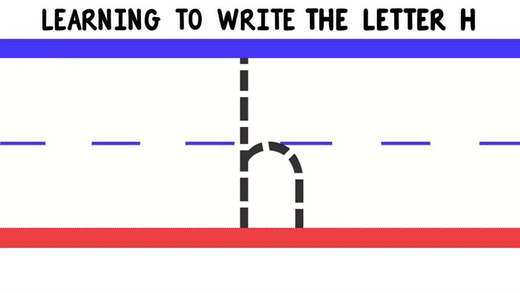 LEARNING TO WRITE THE LETTER H
h